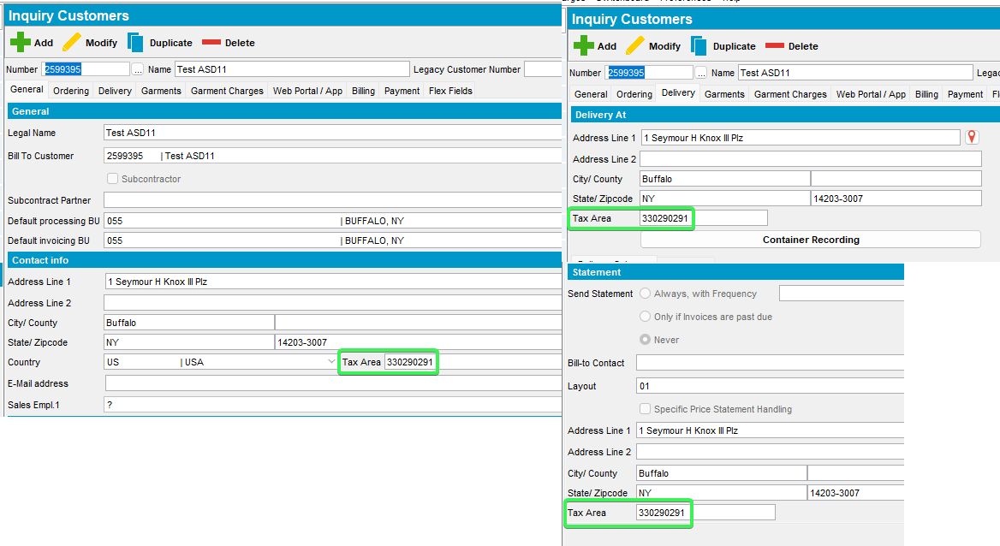 Inquiry Customers
Add Modify Duplicate Delete
Number 2599395 ... Name Test ASD11 Legacy Customer Number
General Ordering Delivery Garments Garment Charges Web Portal / App Billing Payment Flex Fields
General
Legal Name Test ASD11
Bill To Customer 2599395 | Test ASD11
Subcontractor
Subcontract Partner
Default processing BU 055 | BUFFALO, NY
Default invoicing BU 055 | BUFFALO, NY
Contact info
Address Line 1 1 Seymour H Knox III Plz
Address Line 2
City/ County Buffalo
State/ Zipcode NY 14203-3007
Country US | USA Tax Area 330290291
E-Mail address
Sales Empl.1 ?
Inquiry Customers
Add Modify Duplicate Delete
Number 2599395 ... Name Test ASD11 Legac
General Ordering Delivery Garments Garment Charges Web Portal / App Billing Payment Fl
Delivery At
Address Line 1 1 Seymour H Knox III Plz
Address Line 2
City/ County Buffalo
State/ Zipcode NY 14203-3007
Tax Area 330290291
Container Recording
Statement
Send Statement Always, with Frequency
Only if Invoices are past due
Never
Bill-to Contact
Layout 01
Specific Price Statement Handling
Address Line 1 1 Seymour H Knox III Plz
Address Line 2
City/ County Buffalo
State/ Zipcode NY 14203-3007
Tax Area 330290291